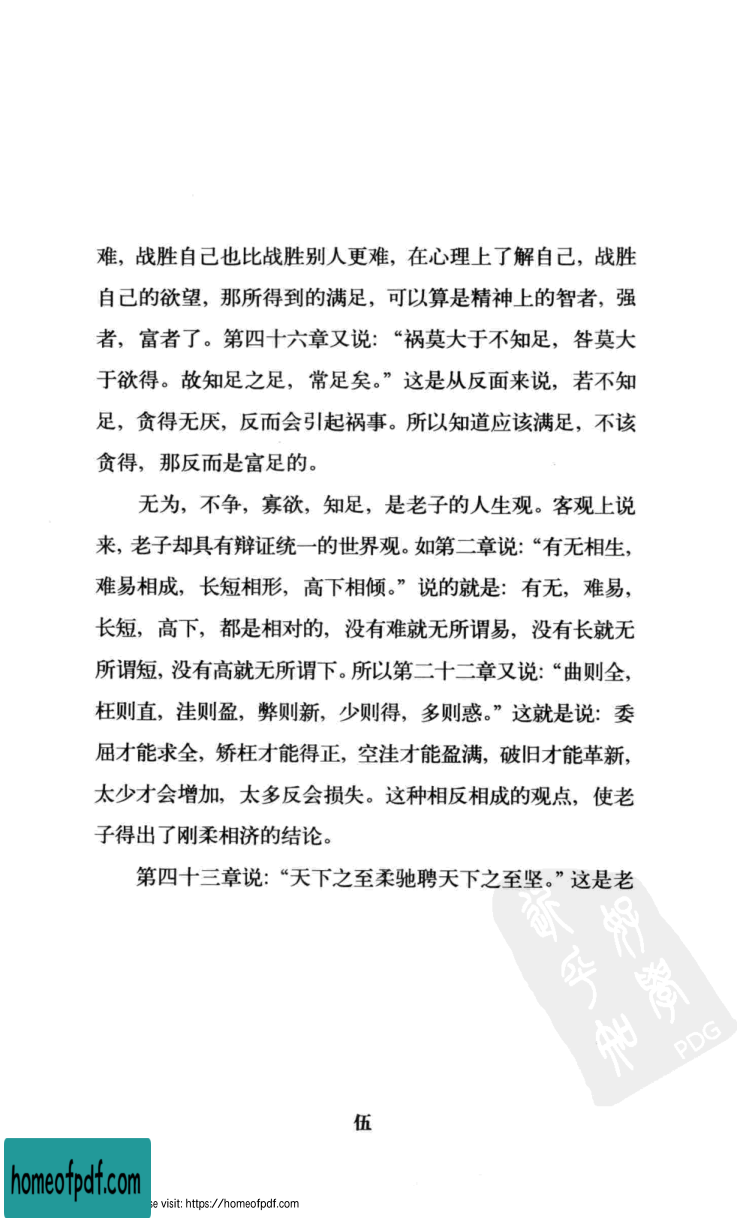 难，战胜自己也比战胜别人更难，在心理上了解自己，战胜
自己的欲望，那所得到的满足，可以算是精神上的智者，强
者，富者了。第四十六章又说：“祸莫大于不知足，咎莫大
于欲得。故知足之足，常足矣。”这是从反面来说，若不知
足，贪得无厌，反而会引起祸事。所以知道应该满足，不该
贪得，那反而是富足的。
无为，不争，寡欲，知足，是老子的人生观。客观上说
来，老子却具有辩证统一的世界观。如第二章说：“有无相生，
难易相成，长短相形，高下相倾。”说的就是：有无，难易，
长短，高下，都是相对的，没有难就无所谓易，没有长就无
所谓短，没有高就无所谓下。所以第二十二章又说：“曲则全，
枉则直，洼则盈，弊则新，少则得，多则惑。”这就是说：委
屈才能求全，矫枉才能得正，空洼才能盈满，破旧才能革新，
太少才会增加，太多反会损失。这种相反相成的观点，使老
子得出了刚柔相济的结论。
第四十三章说：“天下之至柔驰聘天下之至坚。”这是老
PDG
伍
homeofpdf.com
se visit: https://homeofpdf.com